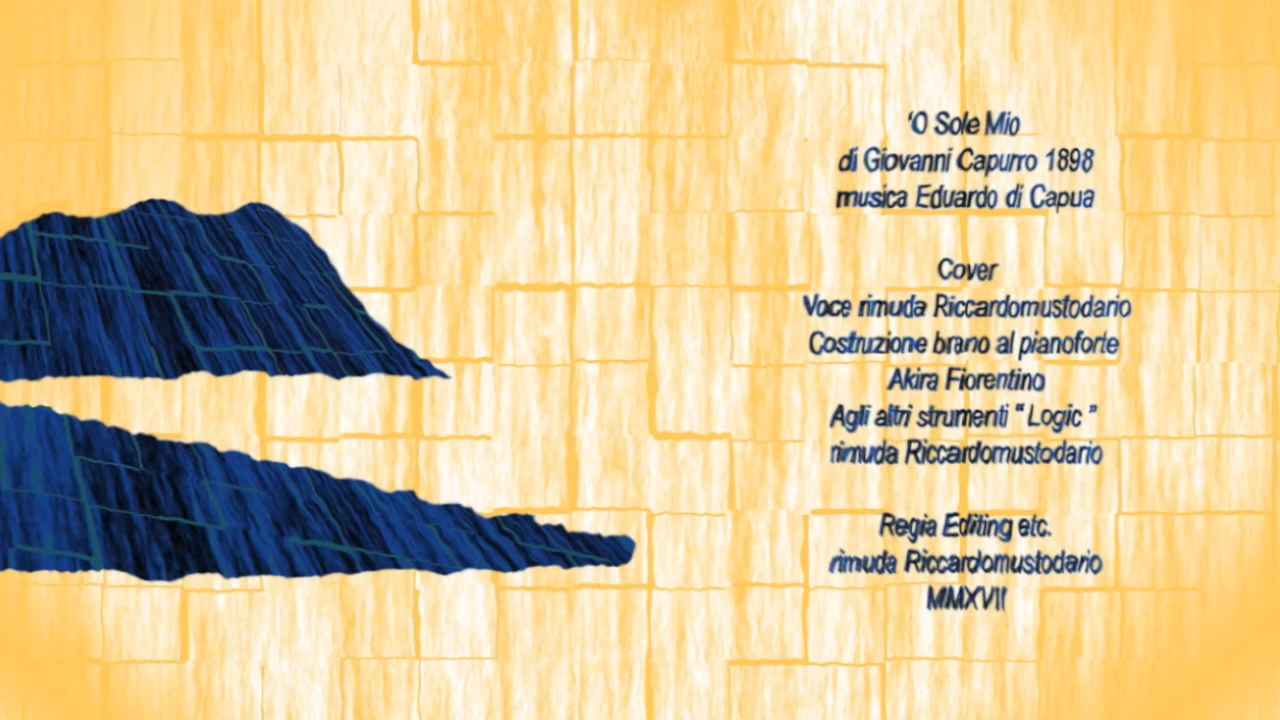 ‘O Sole Mio
di Giovanni Capurro 1898
musica Eduardo di Capua
Cover
Voce rimuda Riccardomustodario
Costruzione brano al pianoforte
Akira Fiorentino
Agli altri strumenti “ Logic ”
rimuda Riccardomustodario
Regia Editing etc.
rimuda Riccardomustodario
MMXVII